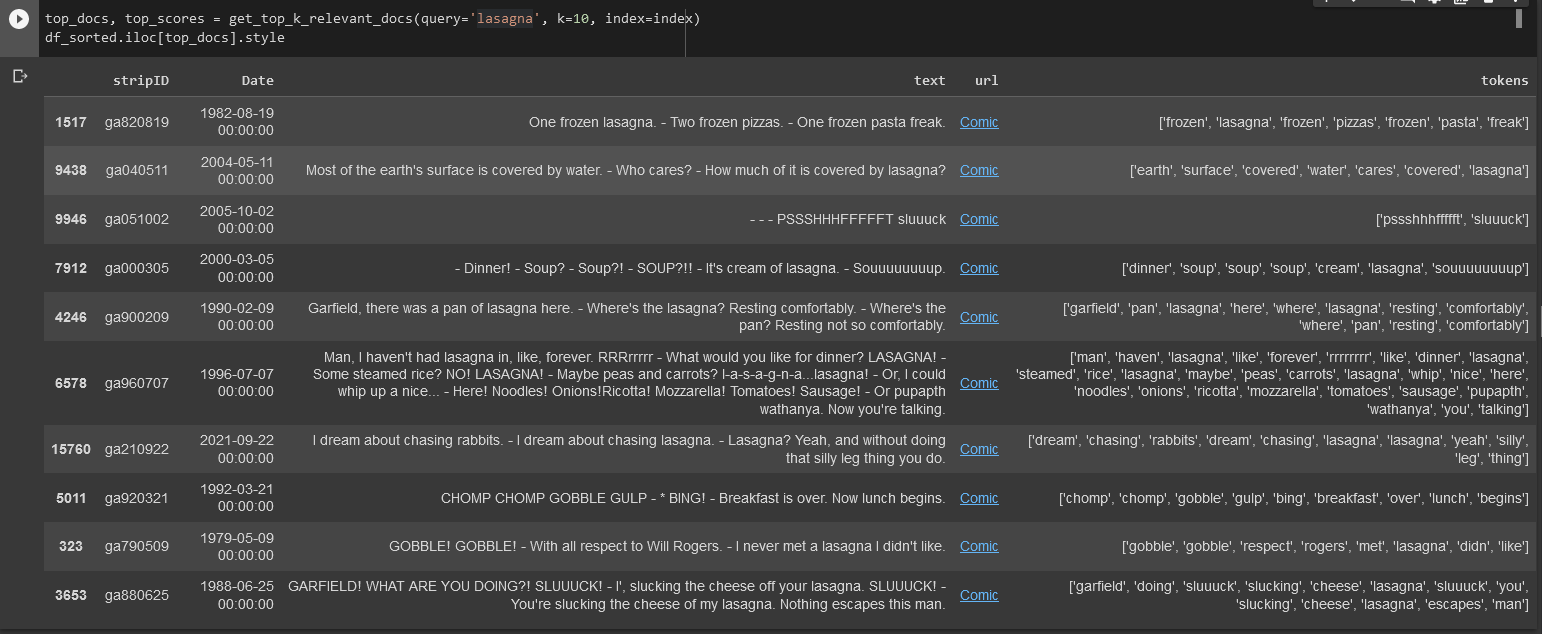 top_docs, top_scores = get_top_k_relevant_docs(query='lasagna', k=10, index=index)
df_sorted.iloc[top_docs].style
stripID Date text url tokens
1517 ga820819 1982-08-19 00:00:00 One frozen lasagna. - Two frozen pizzas. - One frozen pasta freak. Comic ['frozen', 'lasagna', 'frozen', 'pizzas', 'frozen', 'pasta', 'freak']
9438 ga040511 2004-05-11 00:00:00 Most of the earth's surface is covered by water. - Who cares? - How much of it is covered by lasagna? Comic ['earth', 'surface', 'covered', 'water', 'cares', 'covered', 'lasagna']
9946 ga051002 2005-10-02 00:00:00 - - - PSSSHHHFFFFFFT sluuuck Comic ['pssshhhffffft', 'sluuuck']
7912 ga000305 2000-03-05 00:00:00 - Dinner! - Soup? - Soup?! - SOUP?!! - It's cream of lasagna. - Souuuuuuuup. Comic ['dinner', 'soup', 'soup', 'soup', 'cream', 'lasagna', 'souuuuuuuup']
4246 ga900209 1990-02-09 00:00:00 Garfield, there was a pan of lasagna here. - Where's the lasagna? Resting comfortably. - Where's the
pan? Resting not so comfortably. Comic ['garfield', 'pan', 'lasagna', 'here', 'where', 'lasagna', 'resting', 'comfortably',
'where', 'pan', 'resting', 'comfortably']
6578 ga960707 1996-07-07 00:00:00 Man, I haven't had lasagna in, like, forever. RRRrrrrr - What would you like for dinner? LASAGNA! -
Some steamed rice? NO! LASAGNA! - Maybe peas and carrots? l-a-s-a-g-n-a...lasagna! - Or, I could
whip up a nice... - Here! Noodles! Onions!Ricotta! Mozzarella! Tomatoes! Sausage! - Or pupapth
wathanya. Now you're talking. Comic ['man', 'haven', 'lasagna', 'like', 'forever', 'rrrrrrrr', 'like', 'dinner', 'lasagna',
'steamed', 'rice', 'lasagna', 'maybe', 'peas', 'carrots', 'lasagna', 'whip', 'nice', 'here',
'noodles', 'onions', 'ricotta', 'mozzarella', 'tomatoes', 'sausage', 'pupapth',
'wathanya', 'you', 'talking']
15760 ga210922 2021-09-22 00:00:00 I dream about chasing rabbits. - I dream about chasing lasagna. - Lasagna? Yeah, and without doing
that silly leg thing you do. Comic ['dream', 'chasing', 'rabbits', 'dream', 'chasing', 'lasagna', 'lasagna', 'yeah', 'silly',
'leg', 'thing']
5011 ga920321 1992-03-21 00:00:00 CHOMP CHOMP GOBBLE GULP - * BING! - Breakfast is over. Now lunch begins. Comic ['chomp', 'chomp', 'gobble', 'gulp', 'bing', 'breakfast', 'over', 'lunch', 'begins']
323 ga790509 1979-05-09 00:00:00 GOBBLE! GOBBLE! - With all respect to Will Rogers. - I never met a lasagna I didn't like. Comic ['gobble', 'gobble', 'respect', 'rogers', 'met', 'lasagna', 'didn', 'like']
3653 ga880625 1988-06-25 00:00:00 GARFIELD! WHAT ARE YOU DOING?! SLUUUCK! - I', slucking the cheese off your lasagna. SLUUUCK! -
You're slucking the cheese of my lasagna. Nothing escapes this man. Comic ['garfield', 'doing', 'sluuuck', 'slucking', 'cheese', 'lasagna', 'sluuuck', 'you',
'slucking', 'cheese', 'lasagna', 'escapes', 'man']